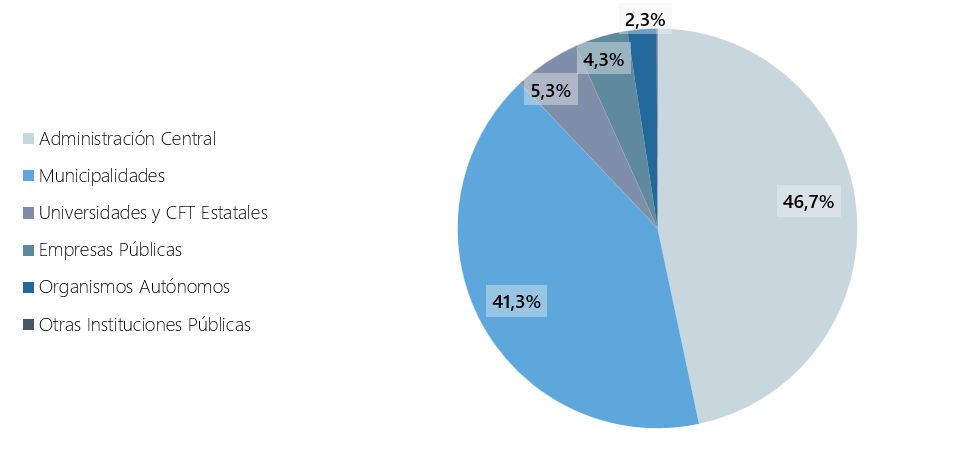 Administración Central
Municipalidades
Universidades y CFT Estatales
Empresas Públicas
Organismos Autónomos
Otras Instituciones Públicas
2,3%
4,3%
5,3%
46,7%
41,3%